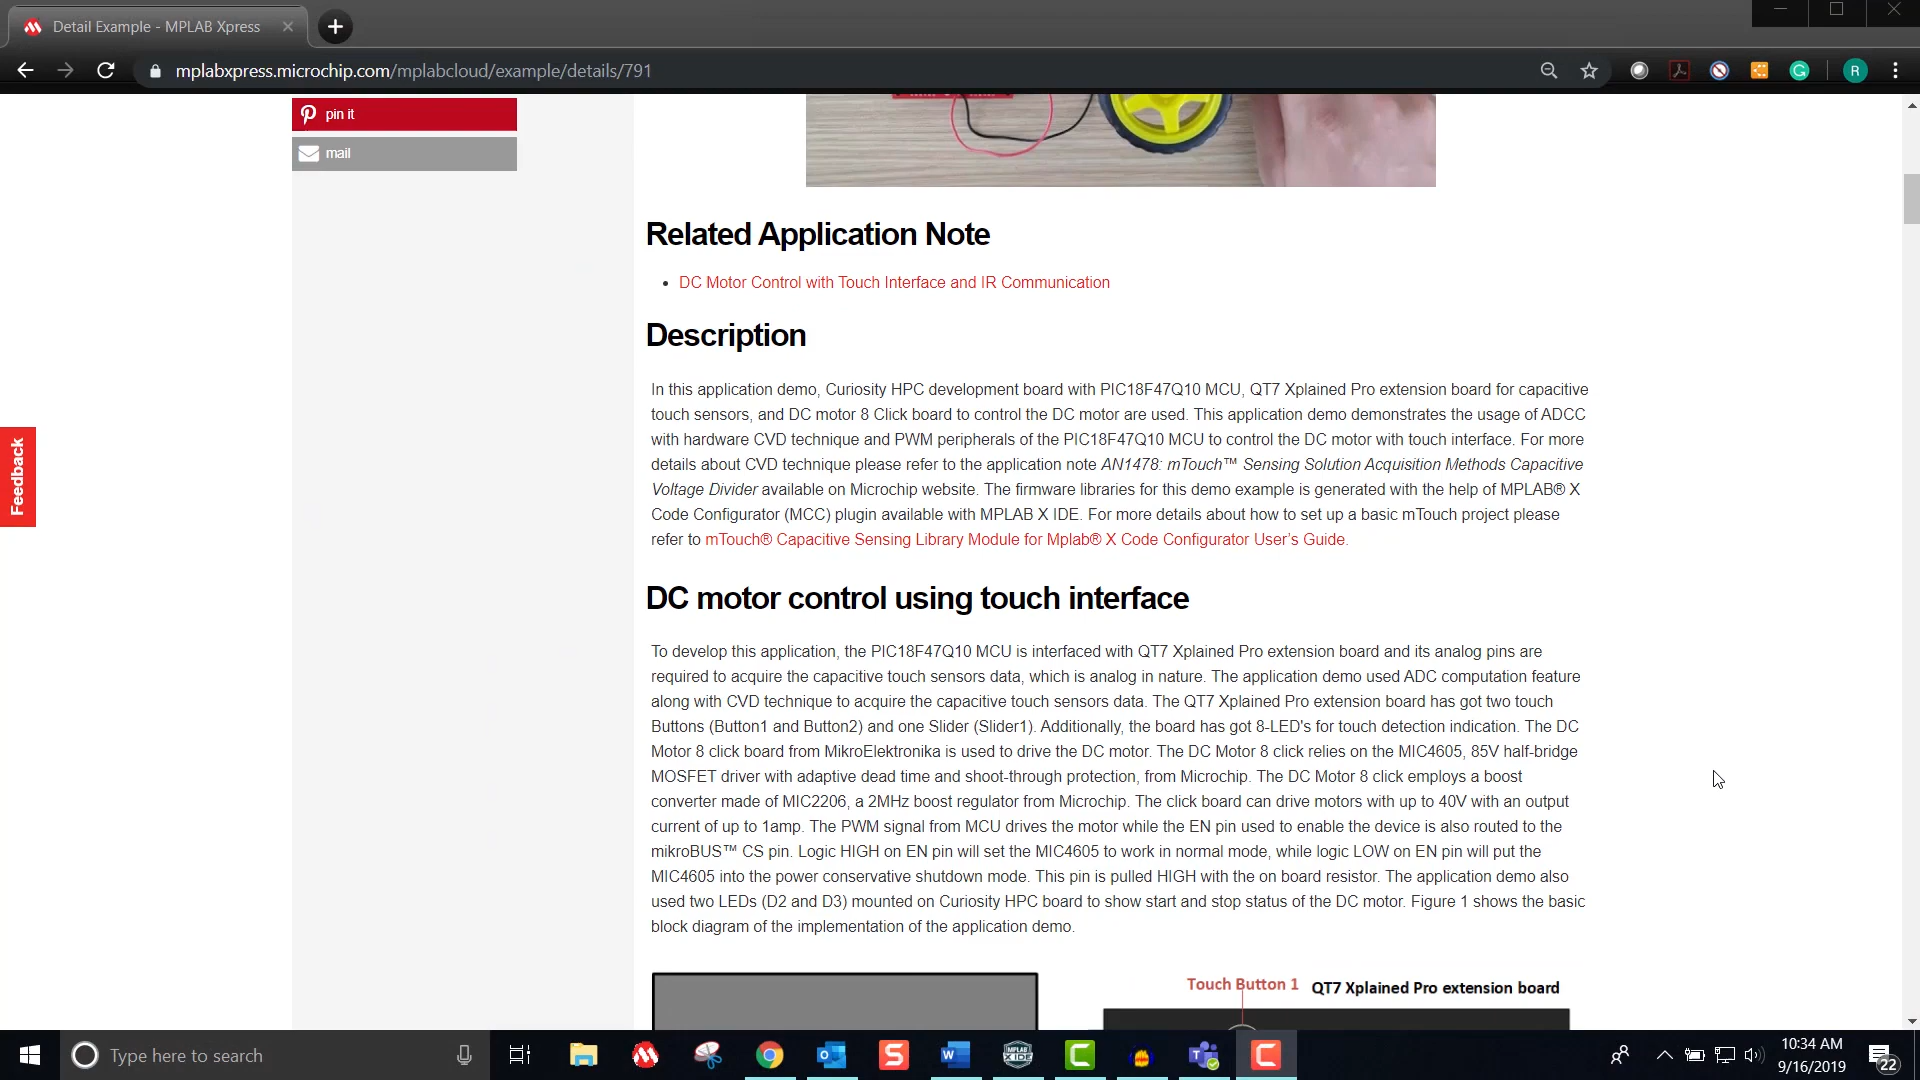 Detail Example - MPLAB Xpress
mplabxpress.microchip.com/mplabcloud/example/details/791
R
pin it
mail
Related Application Note
• DC Motor Control with Touch Interface and IR Communication
Description
In this application demo, Curiosity HPC development board with PIC18F47Q10 MCU, QT7 Xplained Pro extension board for capacitive
touch sensors, and DC motor 8 Click board to control the DC motor are used. This application demo demonstrates the usage of ADCC
with hardware CVD technique and PWM peripherals of the PIC18F47Q10 MCU to control the DC motor with touch interface. For more
details about CVD technique please refer to the application note AN1478: mTouch™ Sensing Solution Acquisition Methods Capacitive
Voltage Divider available on Microchip website. The firmware libraries for this demo example is generated with the help of MPLAB® X
Code Configurator (MCC) plugin available with MPLAB X IDE. For more details about how to set up a basic mTouch project please
refer to mTouch® Capacitive Sensing Library Module for Mplab® X Code Configurator User's Guide.
Feedback
DC motor control using touch interface
To develop this application, the PIC18F47Q10 MCU is interfaced with QT7 Xplained Pro extension board and its analog pins are
required to acquire the capacitive touch sensors data, which is analog in nature. The application demo used ADC computation feature
along with CVD technique to acquire the capacitive touch sensors data. The QT7 Xplained Pro extension board has got two touch
Buttons (Button1 and Button2) and one Slider (Slider1). Additionally, the board has got 8-LED's for touch detection indication. The DC
Motor 8 click board from MikroElektronika is used to drive the DC motor. The DC Motor 8 click relies on the MIC4605, 85V half-bridge
MOSFET driver with adaptive dead time and shoot-through protection, from Microchip. The DC Motor 8 click employs a boost
converter made of MIC2206, a 2MHz boost regulator from Microchip. The click board can drive motors with up to 40V with an output
current of up to 1amp. The PWM signal from MCU drives the motor while the EN pin used to enable the device is also routed to the
mikroBUS™ CS pin. Logic HIGH on EN pin will set the MIC4605 to work in normal mode, while logic LOW on EN pin will put the
MIC4605 into the power conservative shutdown mode. This pin is pulled HIGH with the on board resistor. The application demo also
used two LEDs (D2 and D3) mounted on Curiosity HPC board to show start and stop status of the DC motor. Figure 1 shows the basic
block diagram of the implementation of the application demo.
Touch Button 1 QT7 Xplained Pro extension board
Type here to search
10:34 AM
9/16/2019
22